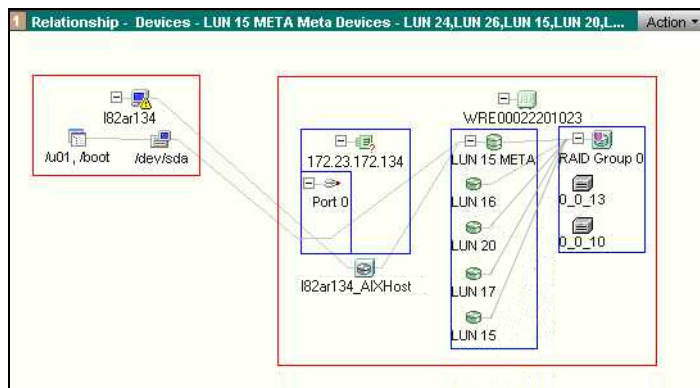 1 Relationship - Devices - LUN 15 META Meta Devices - LUN 24,LUN 26,LUN 15,LUN 20,L... Action
l82ar134
/u01, /boot
/dev/sda
WRE00022201023
172.23.172.134
Port 0
l82ar134_AIXHost
LUN 15 META
LUN 16
LUN 20
LUN 17
LUN 15
RAID Group 0
0_0_13
0_0_10